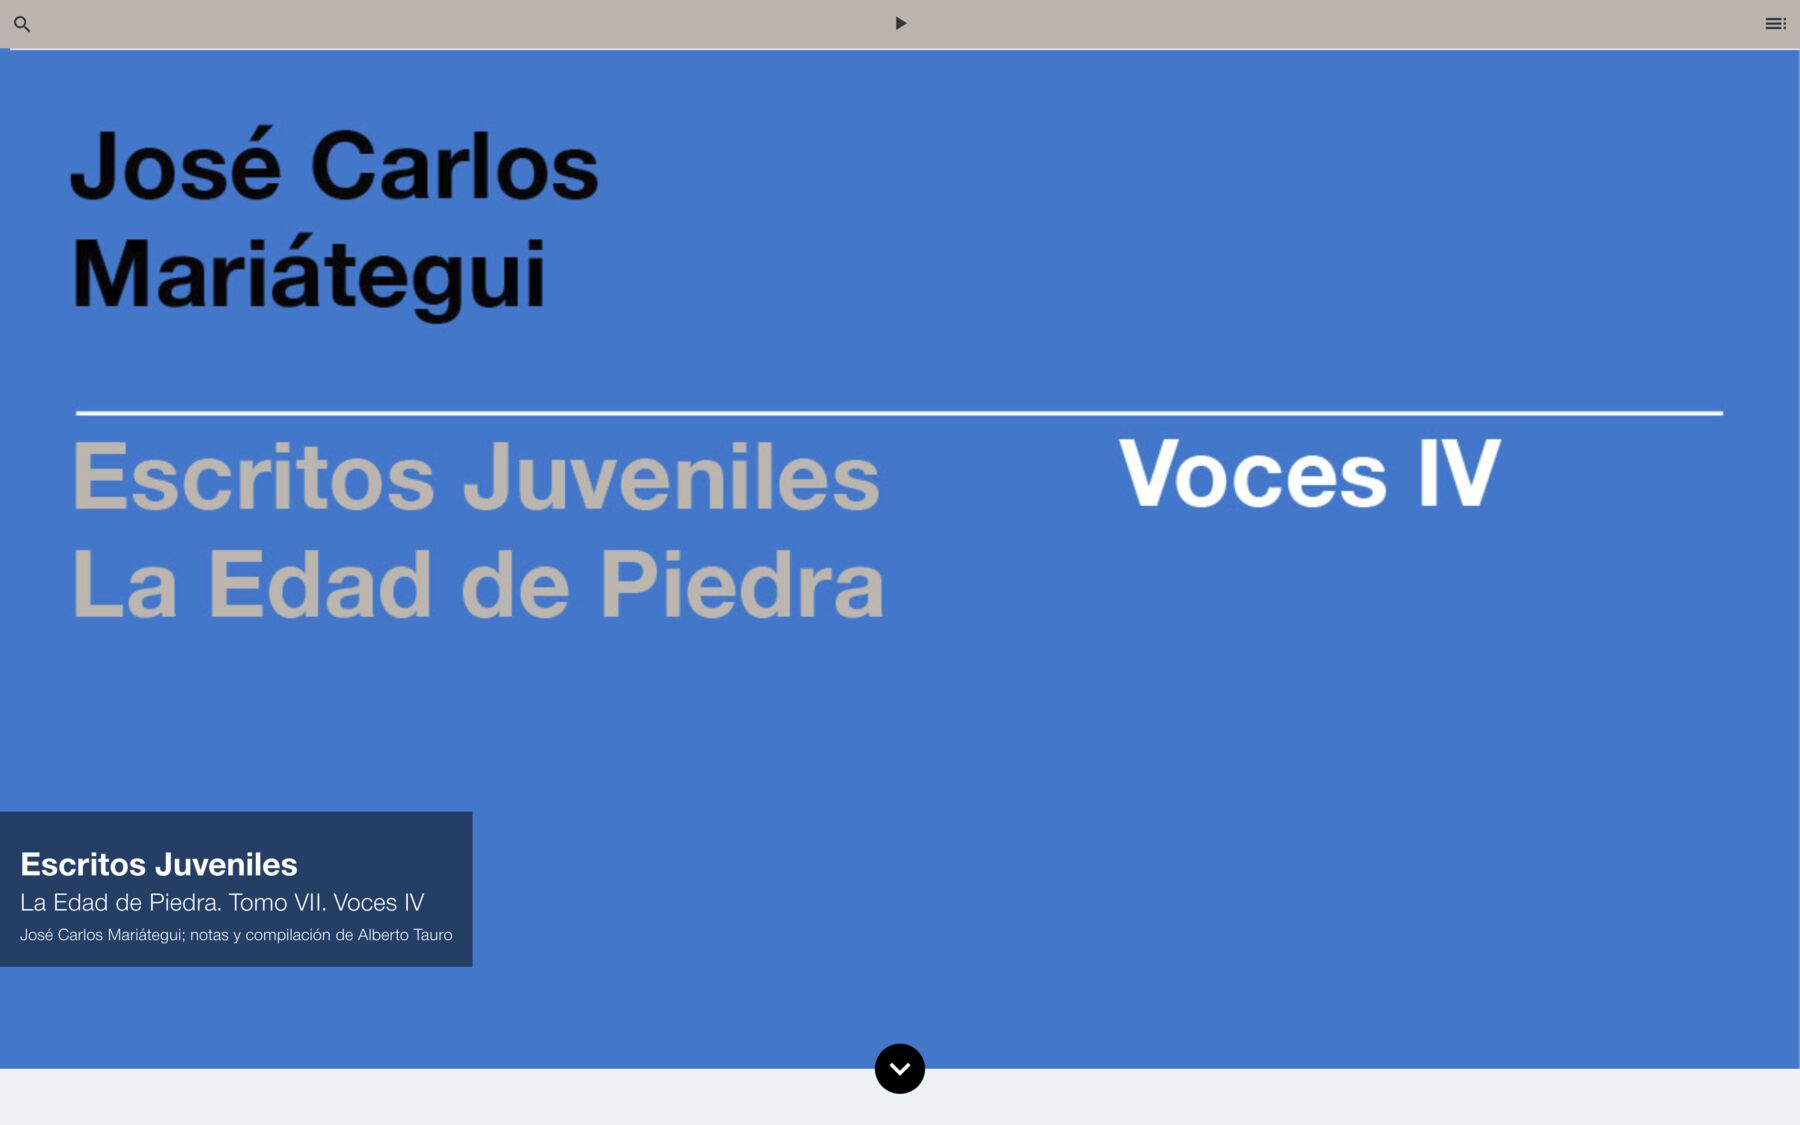 José Carlos
Mariátegui
Escritos Juveniles
La Edad de Piedra
Voces IV
Escritos Juveniles
La Edad de Piedra. Tomo VII. Voces IV
José Carlos Mariátegui; notas y compilación de Alberto Tauro